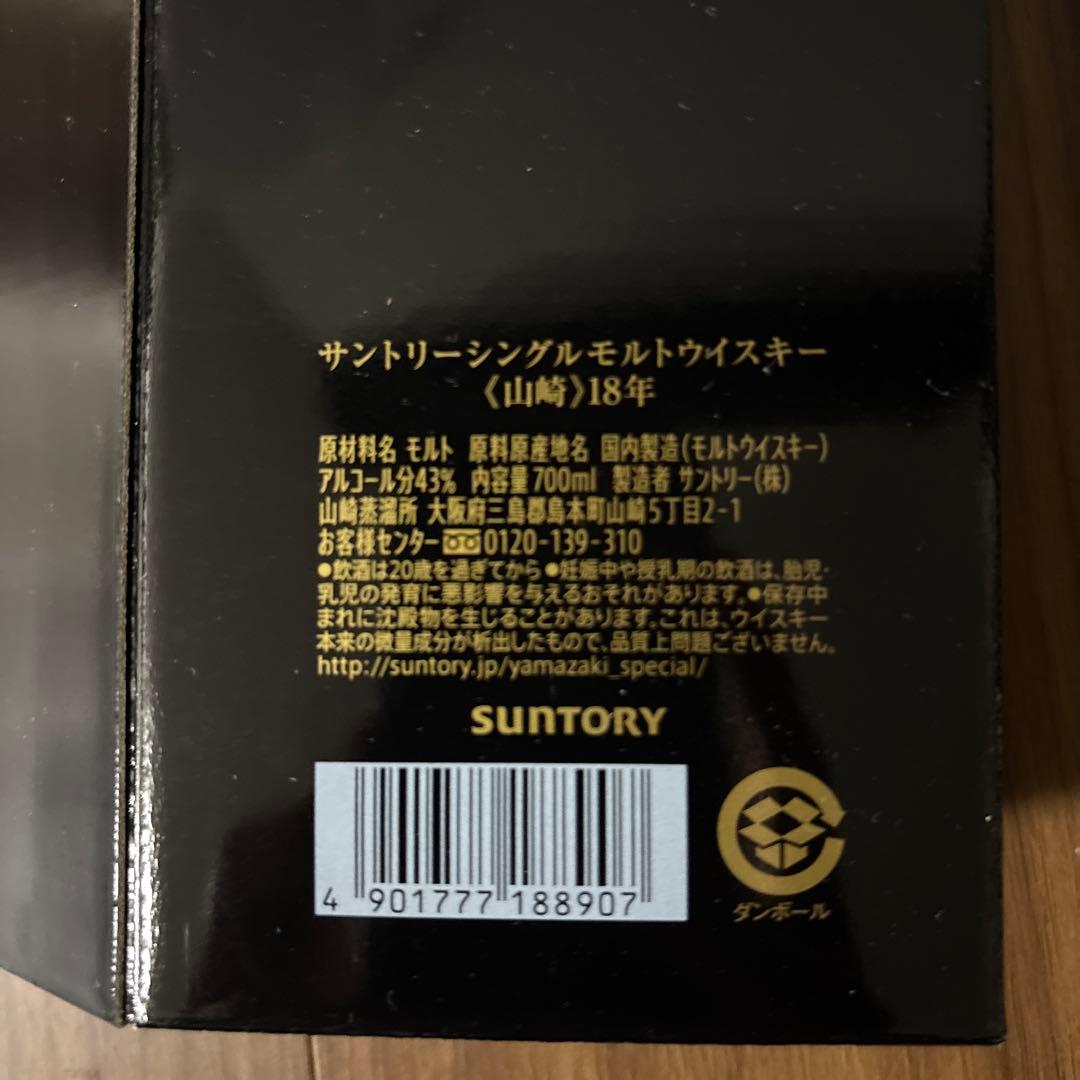 サントリーシングルモルトウイスキー
《山崎》18年
原材料名 モルト 原料原産地名 国内製造(モルトウイスキー)
アルコール分43% 内容量700ml 製造者 サントリー(株)
山崎蒸溜所 大阪府三島郡島本町山崎5丁目2-1
お客様センター 0120-139-310
●飲酒は20歳を過ぎてから●妊娠中や授乳期の飲酒は、胎児・
乳児の発育に悪影響を与えるおそれがあります。●保存中
まれに沈殿物を生じることがあります。これは、ウイスキー
本来の微量成分が析出したもので、品質上問題ございません。
http://suntory.jp/yamazaki_special/
SUNTORY
4 901777 188907
ダンボール